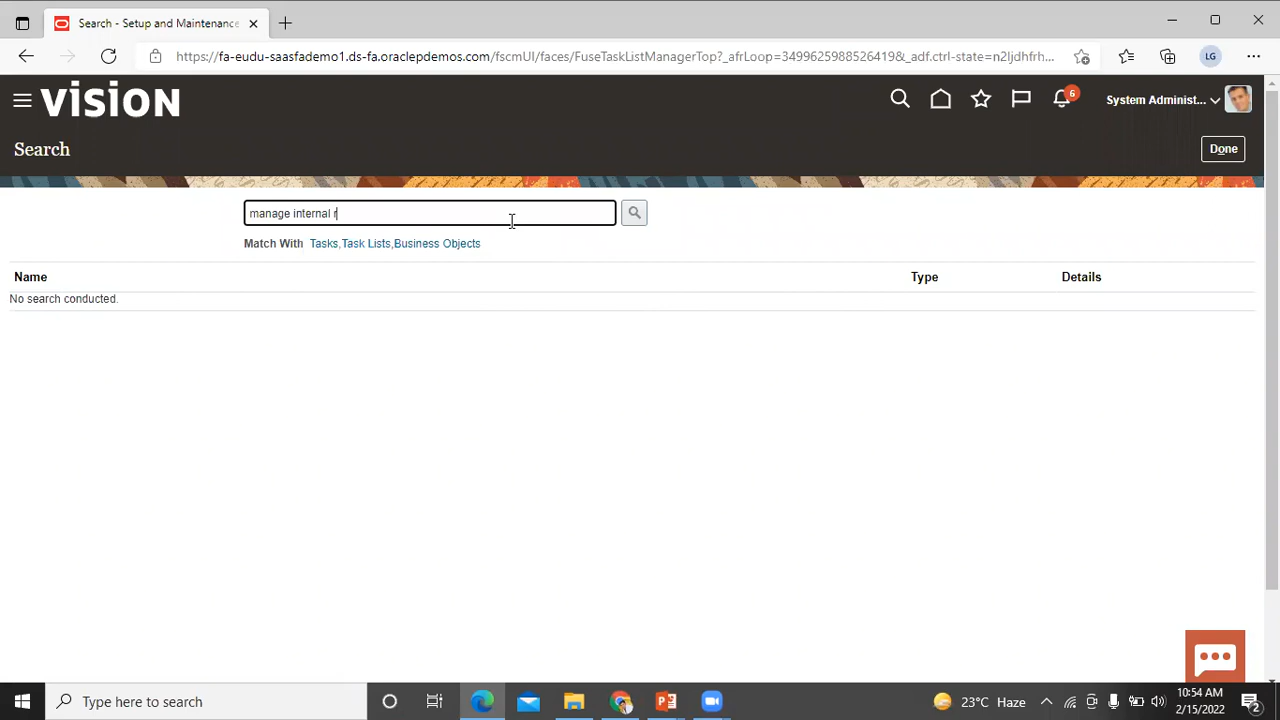 Search - Setup and Maintenance
https://fa-eudu-saasfademo1.ds-fa.oraclepdemos.com/fscmUI/faces/FuseTaskListManagerTop?_afrLoop=3499625988526419&_adf.ctrl-state=n2ljdhfrh...
LG
VISION
6
System Administ...
Search
Done
manage internal r
Match With Tasks,Task Lists,Business Objects
Name Type Details
No search conducted.
Type here to search
23°C Haze
10:54 AM
2/15/2022
2